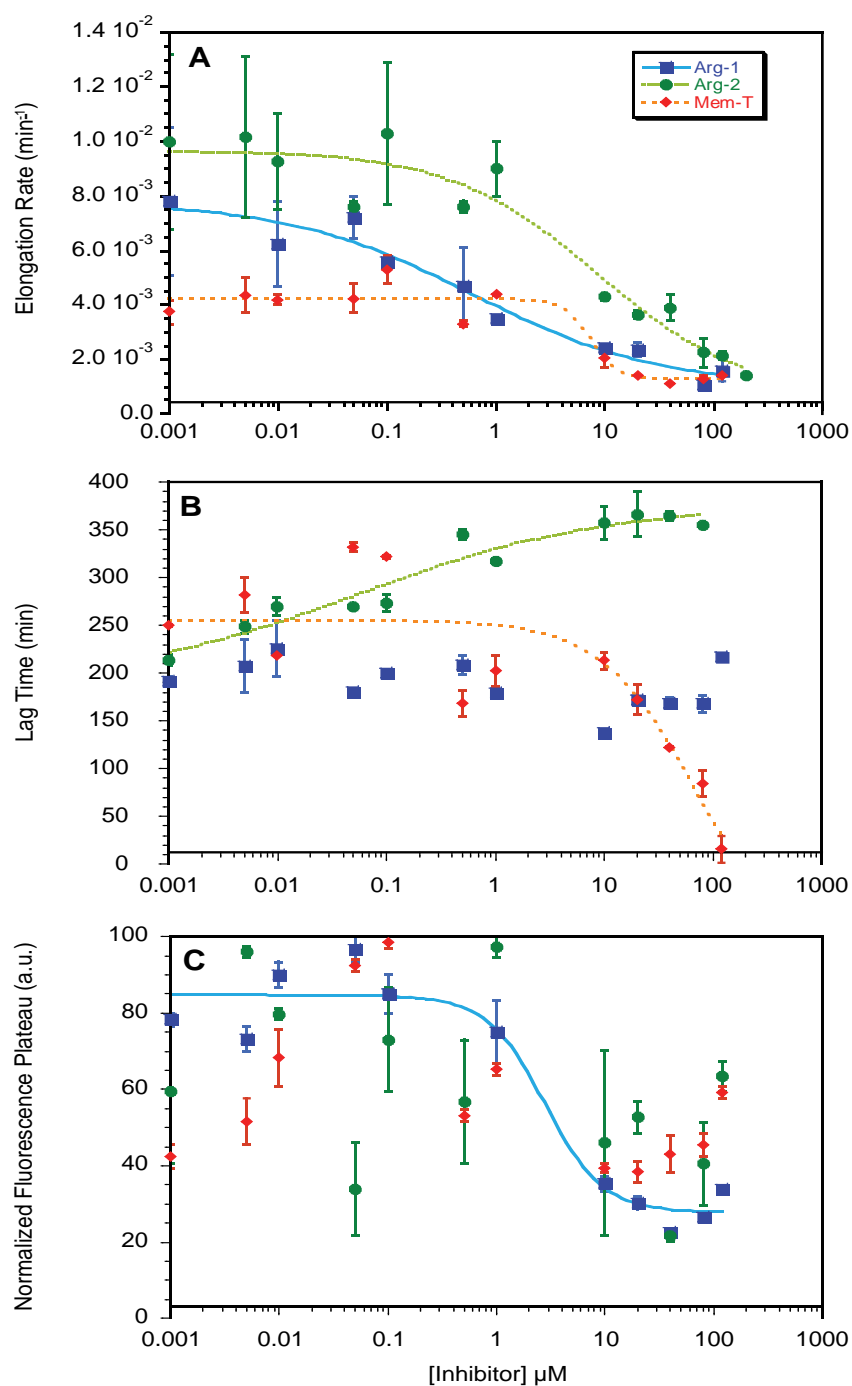 1.4 10⁻²
A
Arg-1
Arg-2
Mem-T
1.2 10⁻²
1.0 10⁻²
8.0 10⁻³
6.0 10⁻³
4.0 10⁻³
2.0 10⁻³
0.0
Elongation Rate (min⁻¹)
0.001 0.01 0.1 1 10 100 1000
400
B
350
300
250
200
150
100
50
0
Lag Time (min)
0.001 0.01 0.1 1 10 100 1000
100
C
80
60
40
20
0
Normalized Fluorescence Plateau (a.u.)
0.001 0.01 0.1 1 10 100 1000
[Inhibitor] µM